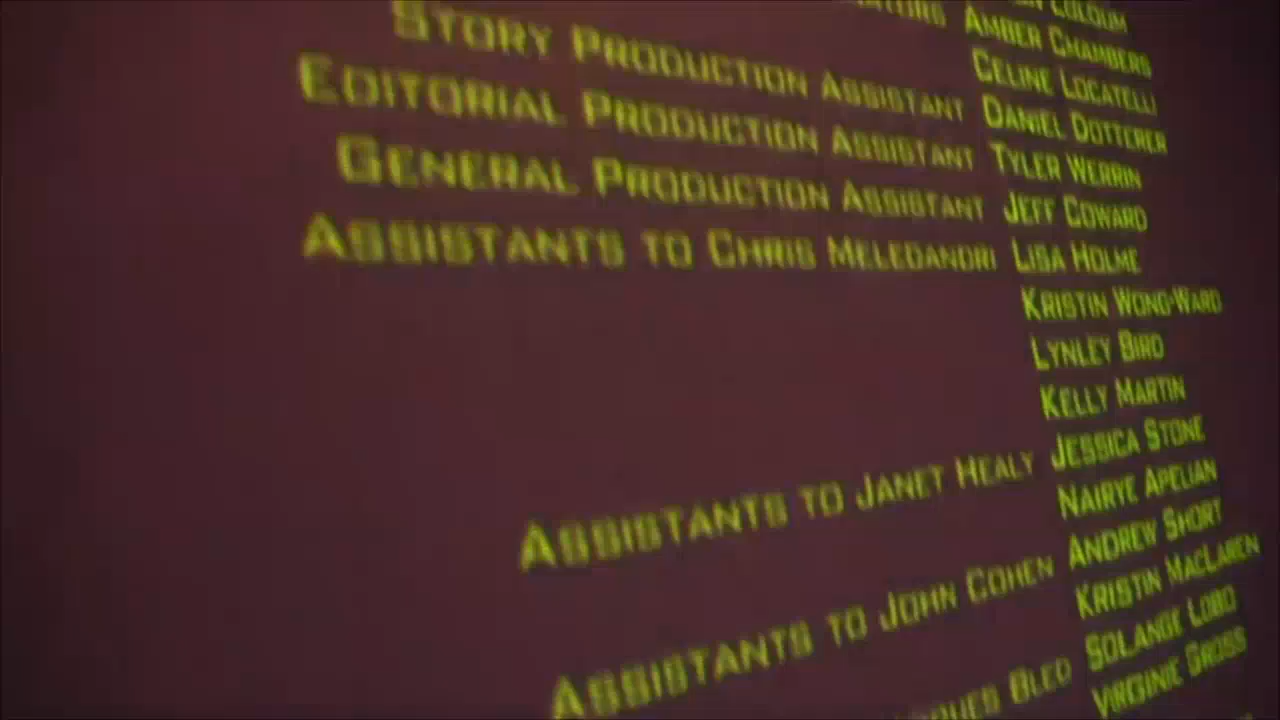 Amber Chambers
Celine Locatelli
Story Production Assistant Daniel Dotterer
Editorial Production Assistant Tyler Werrin
General Production Assistant Jeff Coward
Assistants to Chris Meledandri Lisa Holme
Kristin Wong-Ward
Lynley Bird
Kelly Martin
Assistants to Janet Healy Jessica Stone
Nairye Apelian
Assistants to John Cohen Andrew Short
Kristin MacLaren
Bled Solange Lobo
Virginie Gross